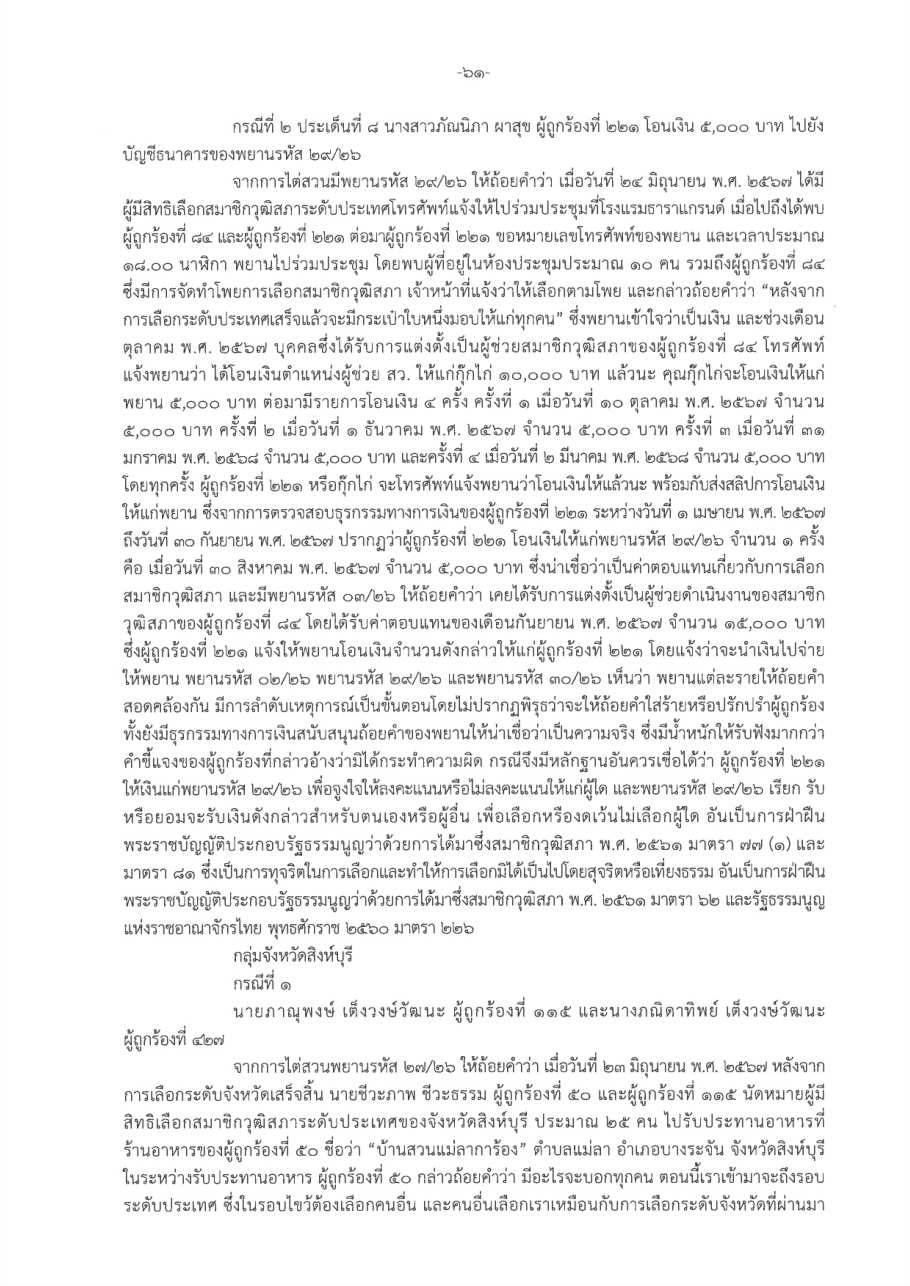 -๖๑-
กรณีที่ ๒ ประเด็นที่ ๘ นางสาวภัณนิภา ผาสุข ผู้ถูกร้องที่ ๒๒๑ โอนเงิน ๕,๐๐๐ บาท ไปยัง
บัญชีธนาคารของพยานรหัส ๒๙/๒๖
จากการไต่สวนมีพยานรหัส ๒๙/๒๖ ให้ถ้อยคำว่า เมื่อวันที่ ๒๔ มิถุนายน พ.ศ. ๒๕๖๗ ได้มี
ผู้มีสิทธิเลือกสมาชิกวุฒิสภาระดับประเทศโทรศัพท์แจ้งให้ไปร่วมประชุมที่โรงแรมธาราแกรนด์ เมื่อไปถึงได้พบ
ผู้ถูกร้องที่ ๘๔ และผู้ถูกร้องที่ ๒๒๑ ต่อมาผู้ถูกร้องที่ ๒๒๑ ขอหมายเลขโทรศัพท์ของพยาน และเวลาประมาณ
๑๘.๐๐ นาฬิกา พยานไปร่วมประชุม โดยพบผู้ที่อยู่ในห้องประชุมประมาณ ๑๐ คน รวมถึงผู้ถูกร้องที่ ๘๔
ซึ่งมีการจัดทำโพยการเลือกสมาชิกวุฒิสภา เจ้าหน้าที่แจ้งว่าให้เลือกตามโพย และกล่าวถ้อยคำว่า “หลังจาก
การเลือกระดับประเทศเสร็จแล้วจะมีกระเป๋าใบหนึ่งมอบให้แก่ทุกคน” ซึ่งพยานเข้าใจว่าเป็นเงิน และช่วงเดือน
ตุลาคม พ.ศ. ๒๕๖๗ บุคคลซึ่งได้รับการแต่งตั้งเป็นผู้ช่วยสมาชิกวุฒิสภาของผู้ถูกร้องที่ ๘๔ โทรศัพท์
แจ้งพยานว่า ได้โอนเงินตำแหน่งผู้ช่วย สว. ให้แก่กุ๊กไก่ ๑๐,๐๐๐ บาท แล้วนะ คุณกุ๊กไก่จะโอนเงินให้แก่
พยาน ๕,๐๐๐ บาท ต่อมามีรายการโอนเงิน ๔ ครั้ง ครั้งที่ ๑ เมื่อวันที่ ๑๐ ตุลาคม พ.ศ. ๒๕๖๗ จำนวน
๕,๐๐๐ บาท ครั้งที่ ๒ เมื่อวันที่ ๑ ธันวาคม พ.ศ. ๒๕๖๗ จำนวน ๕,๐๐๐ บาท ครั้งที่ ๓ เมื่อวันที่ ๓๑
มกราคม พ.ศ. ๒๕๖๘ จำนวน ๕,๐๐๐ บาท และครั้งที่ ๔ เมื่อวันที่ ๒ มีนาคม พ.ศ. ๒๕๖๘ จำนวน ๕,๐๐๐ บาท
โดยทุกครั้ง ผู้ถูกร้องที่ ๒๒๑ หรือกุ๊กไก่ จะโทรศัพท์แจ้งพยานว่าโอนเงินให้แล้วนะ พร้อมกับส่งสลิปการโอนเงิน
ให้แก่พยาน ซึ่งจากการตรวจสอบธุรกรรมทางการเงินของผู้ถูกร้องที่ ๒๒๑ ระหว่างวันที่ ๑ เมษายน พ.ศ. ๒๕๖๗
ถึงวันที่ ๓๐ กันยายน พ.ศ. ๒๕๖๗ ปรากฏว่าผู้ถูกร้องที่ ๒๒๑ โอนเงินให้แก่พยานรหัส ๒๙/๒๖ จำนวน ๑ ครั้ง
คือ เมื่อวันที่ ๓๐ สิงหาคม พ.ศ. ๒๕๖๗ จำนวน ๕,๐๐๐ บาท ซึ่งน่าเชื่อว่าเป็นค่าตอบแทนเกี่ยวกับการเลือก
สมาชิกวุฒิสภา และมีพยานรหัส ๐๓/๒๖ ให้ถ้อยคำว่า เคยได้รับการแต่งตั้งเป็นผู้ช่วยดำเนินงานของสมาชิก
วุฒิสภาของผู้ถูกร้องที่ ๘๔ โดยได้รับค่าตอบแทนของเดือนกันยายน พ.ศ. ๒๕๖๗ จำนวน ๑๕,๐๐๐ บาท
ซึ่งผู้ถูกร้องที่ ๒๒๑ แจ้งให้พยานโอนเงินจำนวนดังกล่าวให้แก่ผู้ถูกร้องที่ ๒๒๑ โดยแจ้งว่าจะนำเงินไปจ่าย
ให้พยาน พยานรหัส ๐๒/๒๖ พยานรหัส ๒๙/๒๖ และพยานรหัส ๓๐/๒๖ เห็นว่า พยานแต่ละรายให้ถ้อยคำ
สอดคล้องกัน มีการลำดับเหตุการณ์เป็นขั้นตอนโดยไม่ปรากฏพิรุธว่าจะให้ถ้อยคำใส่ร้ายหรือปรักปรำผู้ถูกร้อง
ทั้งยังมีธุรกรรมทางการเงินสนับสนุนถ้อยคำของพยานให้น่าเชื่อว่าเป็นความจริง ซึ่งมีน้ำหนักให้รับฟังมากกว่า
คำชี้แจงของผู้ถูกร้องที่กล่าวอ้างว่ามิได้กระทำความผิด กรณีจึงมีหลักฐานอันควรเชื่อได้ว่า ผู้ถูกร้องที่ ๒๒๑
ให้เงินแก่พยานรหัส ๒๙/๒๖ เพื่อจูงใจให้ลงคะแนนหรือไม่ลงคะแนนให้แก่ผู้ใด และพยานรหัส ๒๙/๒๖ เรียก รับ
หรือยอมจะรับเงินดังกล่าวสำหรับตนเองหรือผู้อื่น เพื่อเลือกหรืองดเว้นไม่เลือกผู้ใด อันเป็นการฝ่าฝืน
พระราชบัญญัติประกอบรัฐธรรมนูญว่าด้วยการได้มาซึ่งสมาชิกวุฒิสภา พ.ศ. ๒๕๖๑ มาตรา ๗๗ (๑) และ
มาตรา ๘๑ ซึ่งเป็นการทุจริตในการเลือกและทำให้การเลือกมิได้เป็นไปโดยสุจริตหรือเที่ยงธรรม อันเป็นการฝ่าฝืน
พระราชบัญญัติประกอบรัฐธรรมนูญว่าด้วยการได้มาซึ่งสมาชิกวุฒิสภา พ.ศ. ๒๕๖๑ มาตรา ๖๒ และรัฐธรรมนูญ
แห่งราชอาณาจักรไทย พุทธศักราช ๒๕๖๐ มาตรา ๒๒๖
กลุ่มจังหวัดสิงห์บุรี
กรณีที่ ๑
นายภาณุพงษ์ เต็งวงษ์วัฒนะ ผู้ถูกร้องที่ ๑๑๕ และนางภณิดาทิพย์ เต็งวงษ์วัฒนะ
ผู้ถูกร้องที่ ๔๒๗
จากการไต่สวนพยานรหัส ๒๗/๒๖ ให้ถ้อยคำว่า เมื่อวันที่ ๒๓ มิถุนายน พ.ศ. ๒๕๖๗ หลังจาก
การเลือกระดับจังหวัดเสร็จสิ้น นายชีวะภาพ ชีวะธรรม ผู้ถูกร้องที่ ๕๐ และผู้ถูกร้องที่ ๑๑๕ นัดหมายผู้มี
สิทธิเลือกสมาชิกวุฒิสภาระดับประเทศของจังหวัดสิงห์บุรี ประมาณ ๒๕ คน ไปรับประทานอาหารที่
ร้านอาหารของผู้ถูกร้องที่ ๕๐ ชื่อว่า “บ้านสวนแม่ลาการ้อง” ตำบลแม่ลา อำเภอบางระจัน จังหวัดสิงห์บุรี
ในระหว่างรับประทานอาหาร ผู้ถูกร้องที่ ๕๐ กล่าวถ้อยคำว่า มีอะไรจะบอกทุกคน ตอนนี้เราเข้ามาจะถึงรอบ
ระดับประเทศ ซึ่งในรอบไขว้ต้องเลือกคนอื่น และคนอื่นเลือกเราเหมือนกับการเลือกระดับจังหวัดที่ผ่านมา